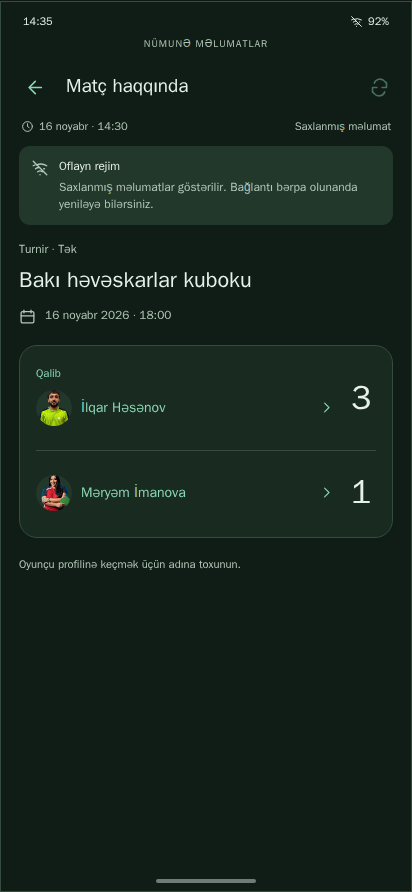 14:35
92%
NÜMUNƏ MƏLUMATLAR
Matç haqqında
16 noyabr · 14:30
Saxlanmış məlumat
Oflayn rejim
Saxlanmış məlumatlar göstərilir. Bağlantı bərpa olunanda
yeniləyə bilərsiniz.
Turnir · Tək
Bakı həvəskarlar kuboku
16 noyabr 2026 · 18:00
Qalib
İlqar Həsənov
3
Məryəm İmanova
1
Oyunçu profilinə keçmək üçün adına toxunun.